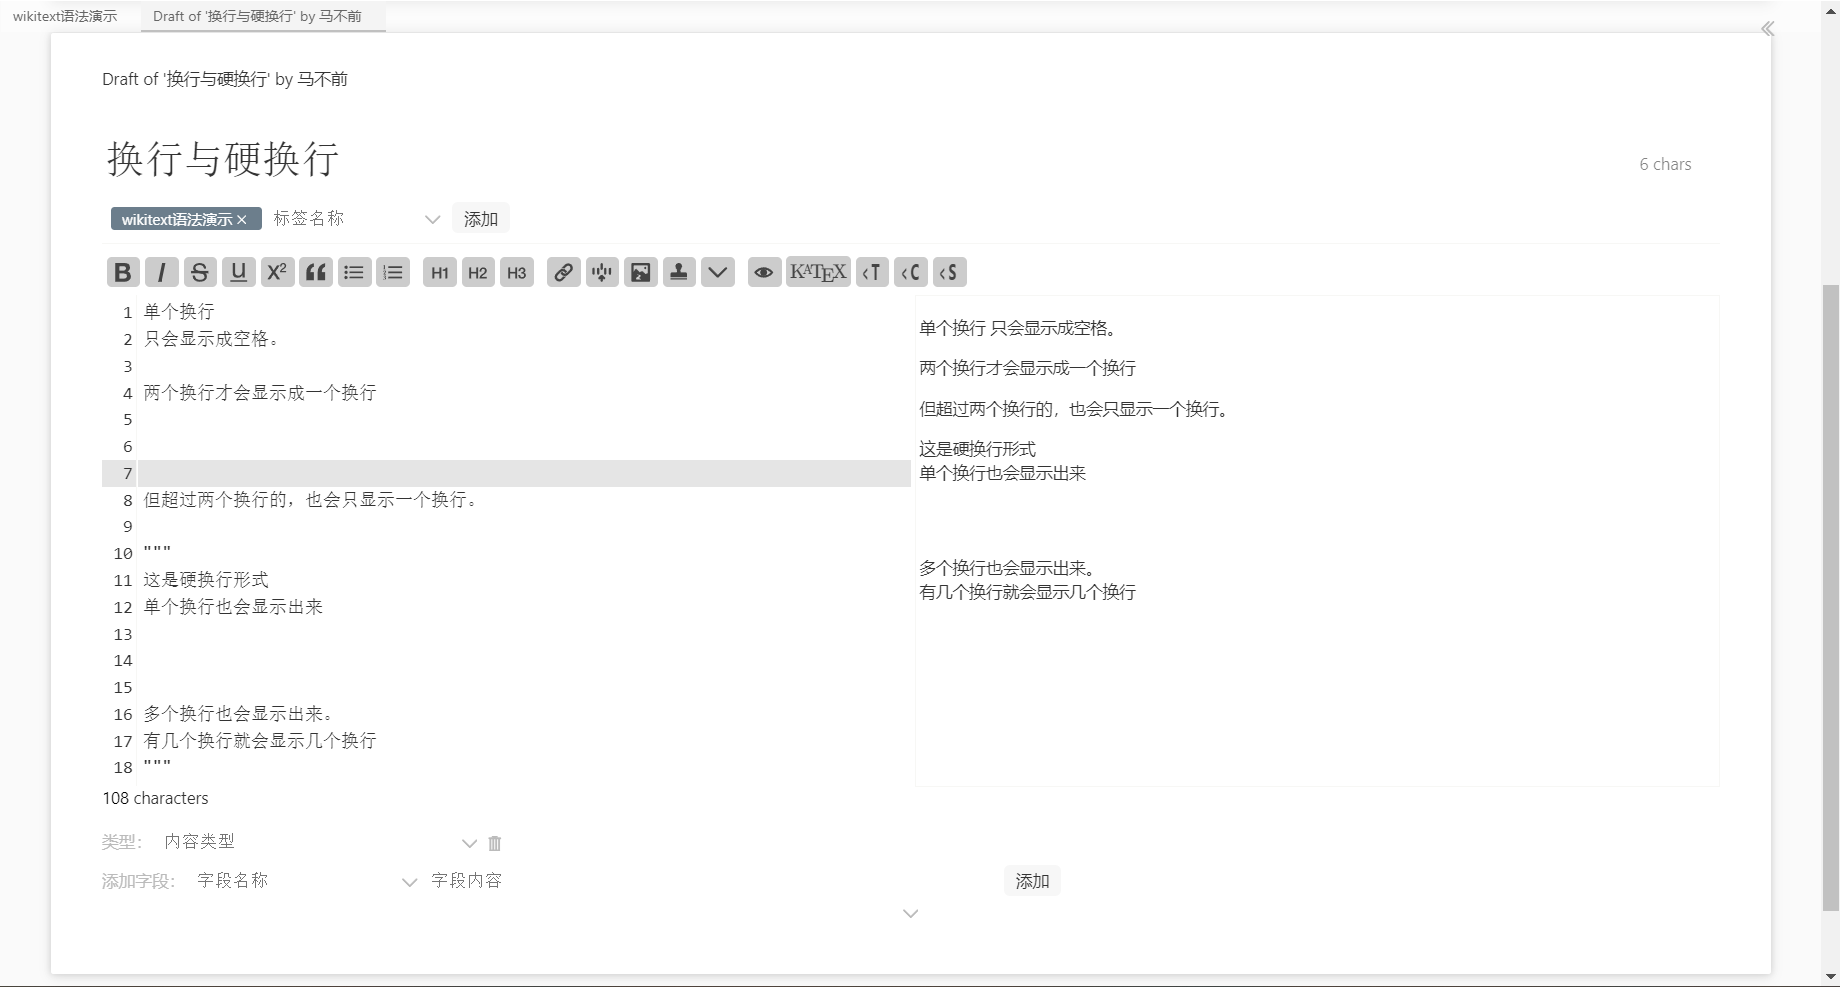 wikitext语法演示
Draft of '换行与硬换行' by 马不前
Draft of '换行与硬换行' by 马不前
换行与硬换行
6 chars
wikitext语法演示 ×
标签名称
添加
B I S U X² H1 H2 H3 KATEX <T <C <S
1 单个换行
2 只会显示成空格。
3
4 两个换行才会显示成一个换行
5
6
7
8 但超过两个换行的，也会只显示一个换行。
9
10 """
11 这是硬换行形式
12 单个换行也会显示出来
13
14
15
16 多个换行也会显示出来。
17 有几个换行就会显示几个换行
18 """
单个换行 只会显示成空格。
两个换行才会显示成一个换行
但超过两个换行的，也会只显示一个换行。
这是硬换行形式
单个换行也会显示出来
多个换行也会显示出来。
有几个换行就会显示几个换行
108 characters
类型： 内容类型
添加字段： 字段名称 字段内容 添加